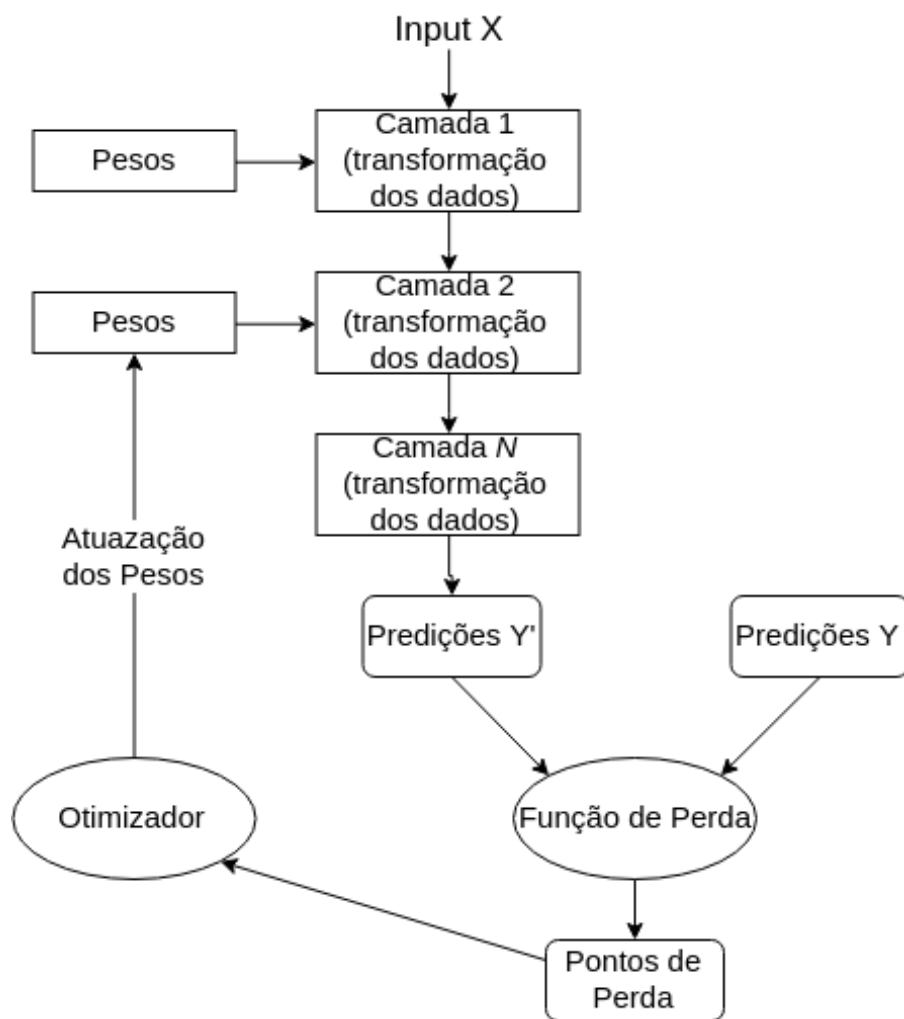 Input X
Camada 1
(transformação
dos dados)
Pesos
Camada 2
(transformação
dos dados)
Pesos
Camada N
(transformação
dos dados)
Atuazação
dos Pesos
Predições Y'
Predições Y
Otimizador
Função de Perda
Pontos de
Perda